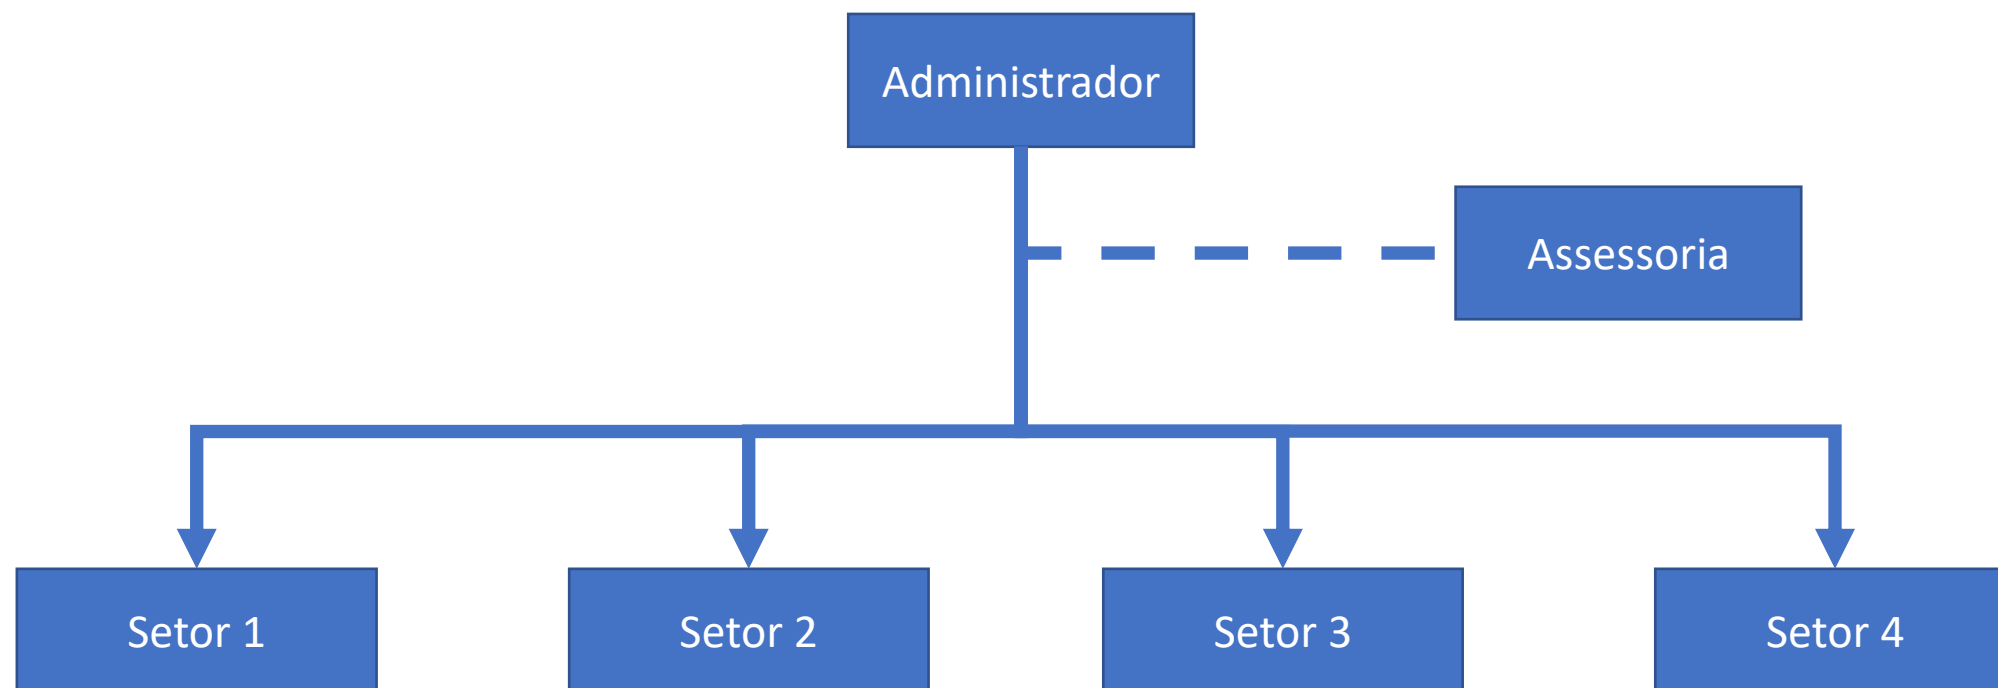 Administrador
Assessoria
Setor 1
Setor 2
Setor 3
Setor 4